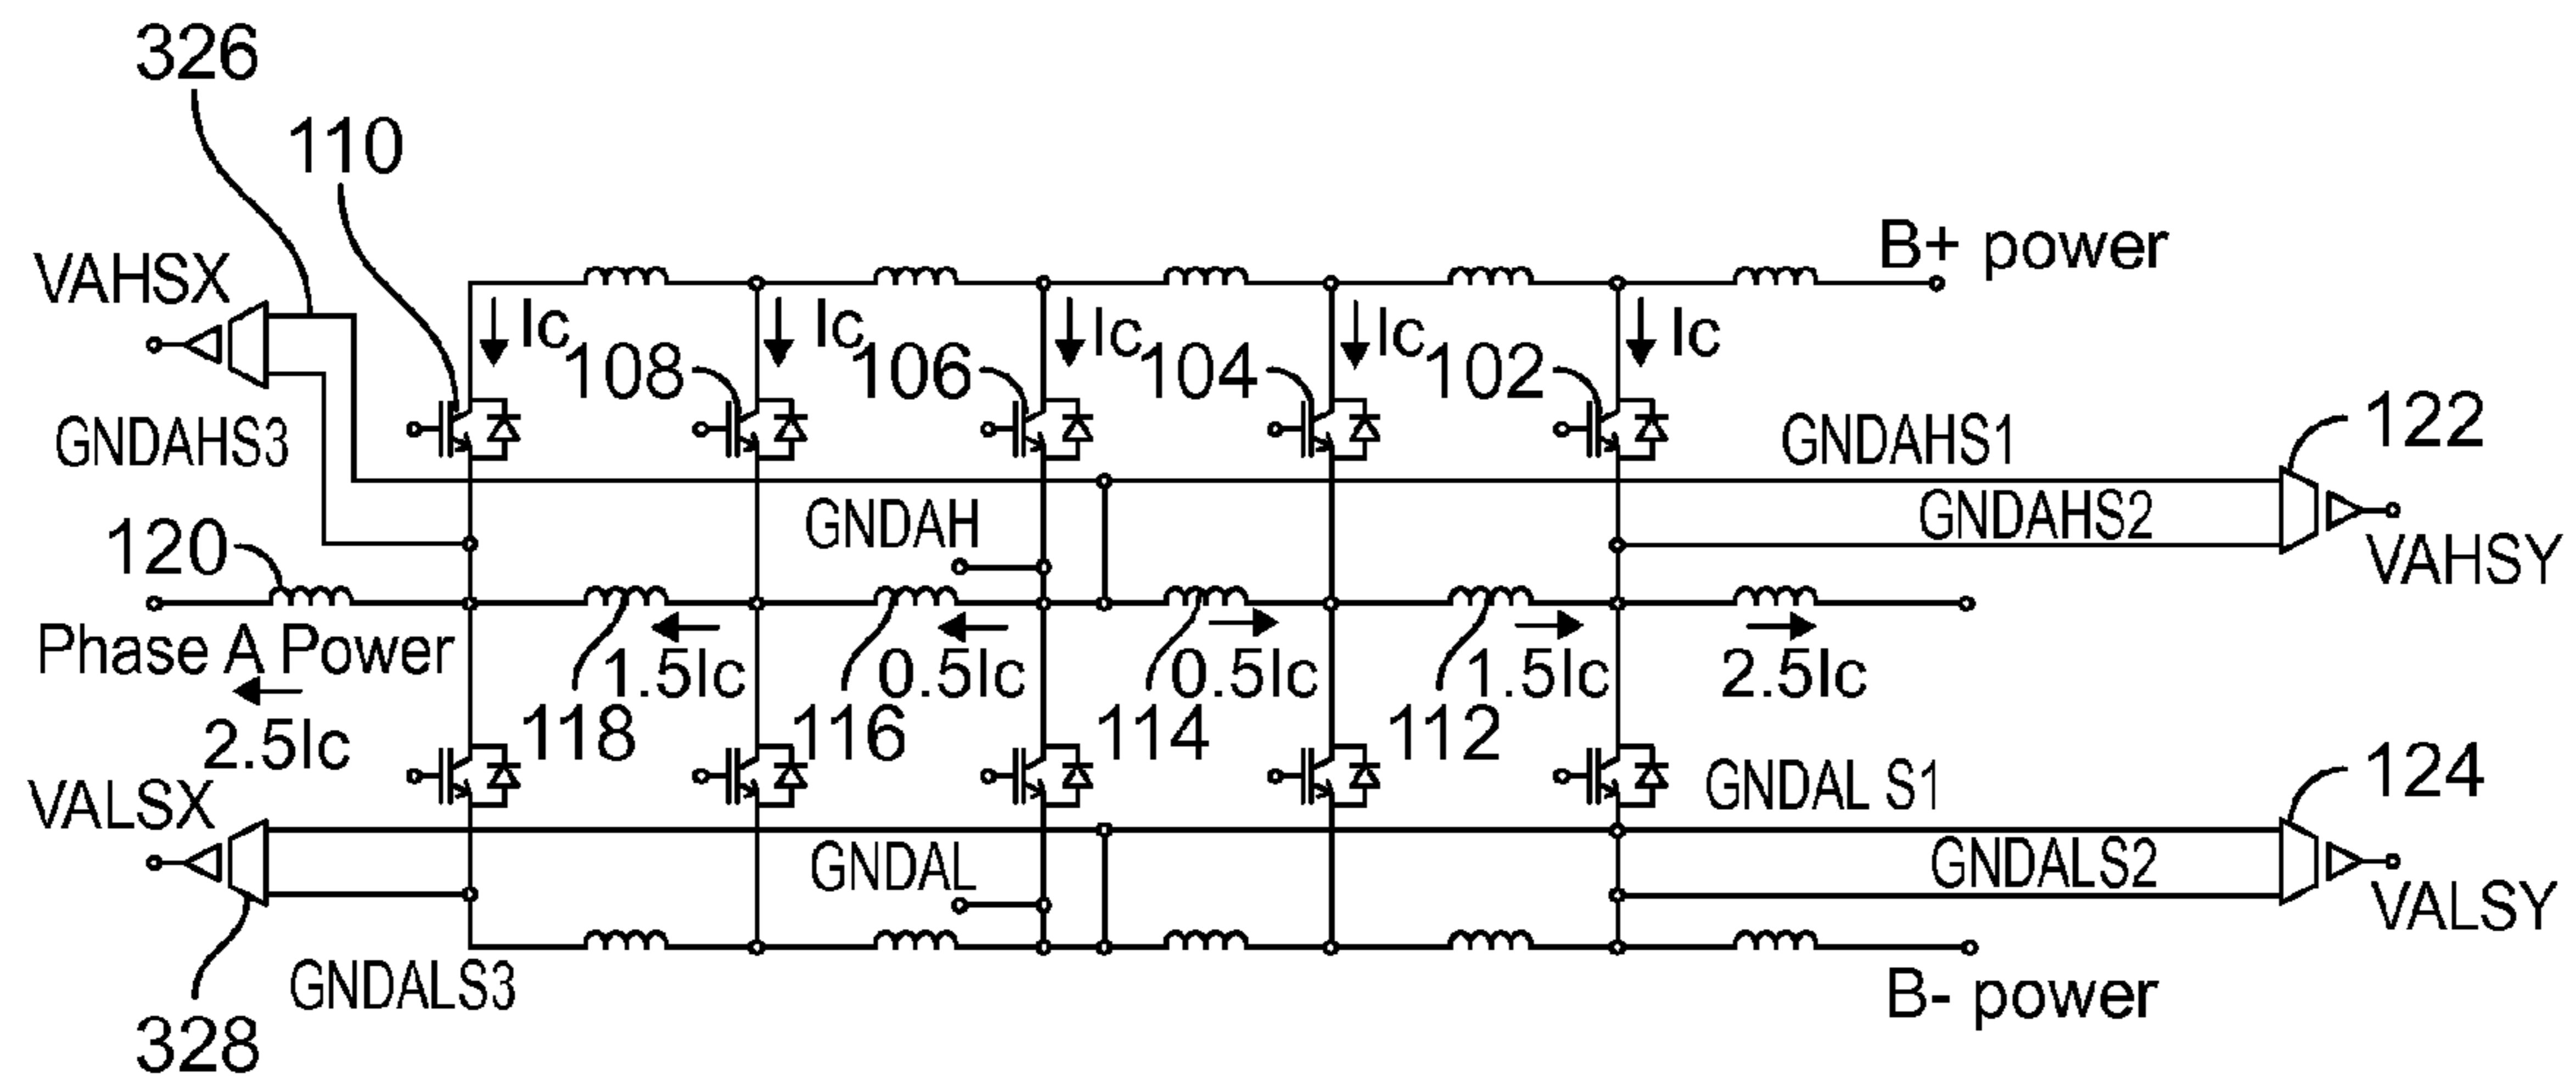 326
110
B+ power
VAHSX
Ic
Ic
Ic
Ic
Ic
108
106
104
102
122
GNDAHS3
GNDAHS1
GNDAH
GNDAHS2
120
VAHSY
Phase A Power
1.5Ic
0.5Ic
0.5Ic
1.5Ic
2.5Ic
2.5Ic
118
116
114
112
VALSX
GNDAL S1
124
GNDAL
GNDALS2
VALSY
GNDALS3
B- power
328